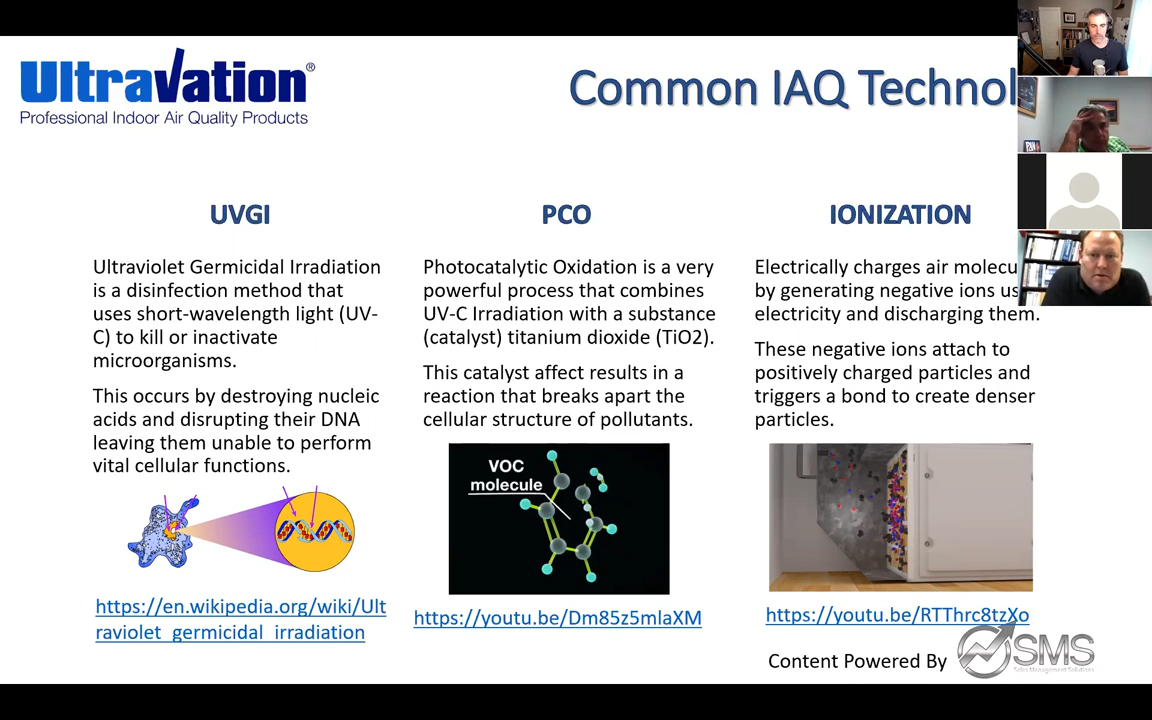 Ultravation®
Professional Indoor Air Quality Products
Common IAQ Technol
UVGI
Ultraviolet Germicidal Irradiation
is a disinfection method that
uses short-wavelength light (UV-
C) to kill or inactivate
microorganisms.
This occurs by destroying nucleic
acids and disrupting their DNA
leaving them unable to perform
vital cellular functions.
https://en.wikipedia.org/wiki/Ult
raviolet_germicidal_irradiation
PCO
Photocatalytic Oxidation is a very
powerful process that combines
UV-C Irradiation with a substance
(catalyst) titanium dioxide (TiO2).
This catalyst affect results in a
reaction that breaks apart the
cellular structure of pollutants.
VOC
molecule
https://youtu.be/Dm85z5mlaXM
IONIZATION
Electrically charges air molecu
by generating negative ions us
electricity and discharging them.
These negative ions attach to
positively charged particles and
triggers a bond to create denser
particles.
https://youtu.be/RTThrc8tzXo
Content Powered By
SMS
Sales Management Solutions